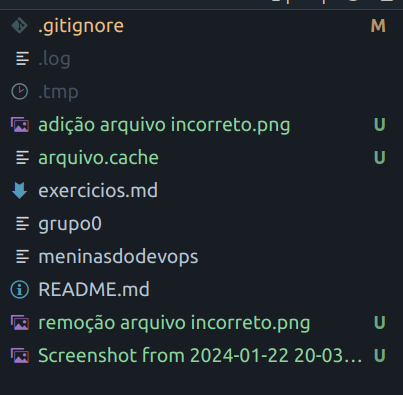 .gitignore M
.log
.tmp
adição arquivo incorreto.png U
arquivo.cache U
exercicios.md
grupo0
meninasdodevops
README.md
remoção arquivo incorreto.png U
Screenshot from 2024-01-22 20-03... U